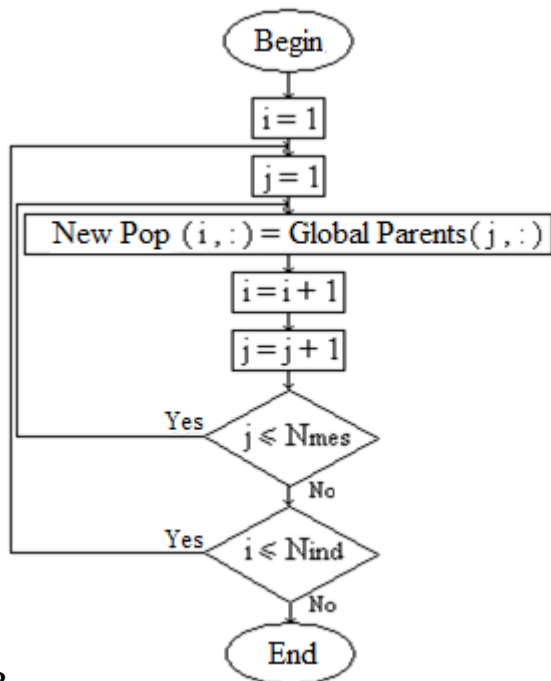 Begin
i = 1
j = 1
New Pop (i,:) = Global Parents(j,:)
i = i + 1
j = j + 1
Yes
j ⩽ Nmes
No
Yes
i ⩽ Nind
No
End